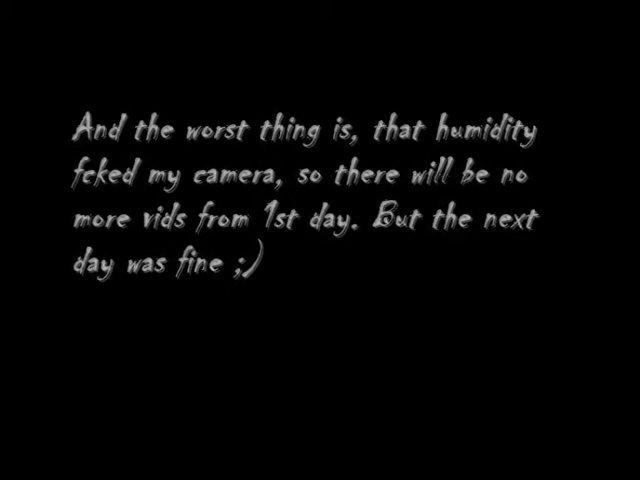 And the worst thing is, that humidity
fcked my camera, so there will be no
more vids from 1st day. But the next
day was fine ;)